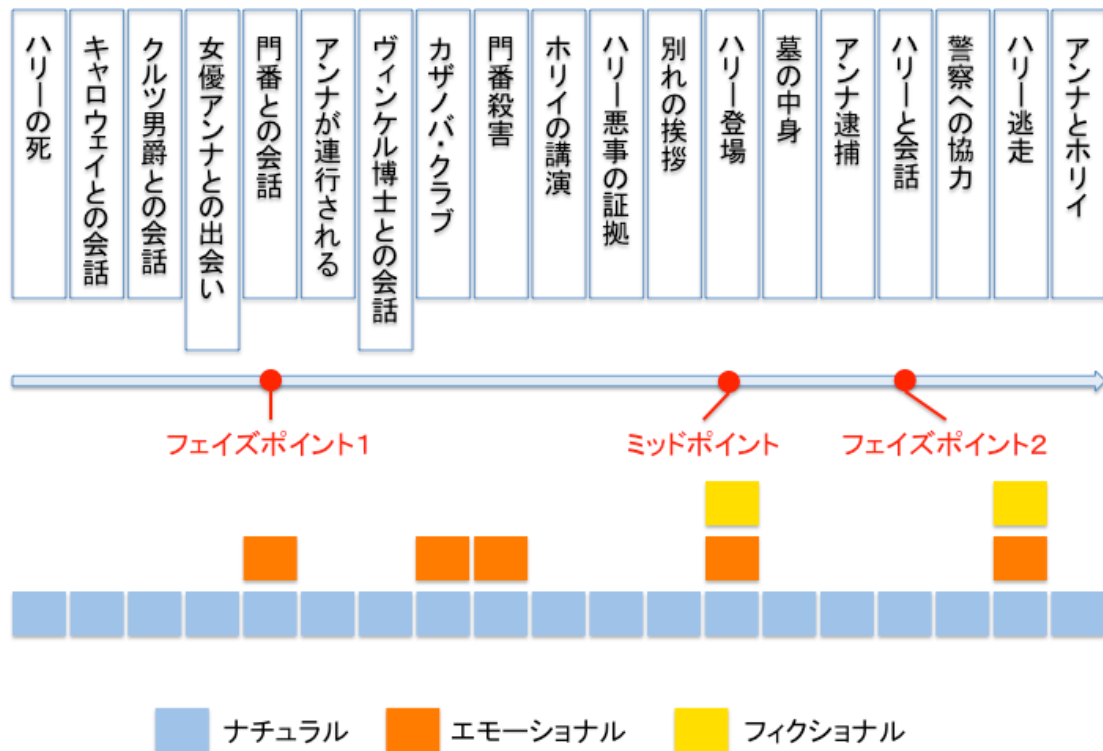 ハリーの死
キャロウェイとの会話
クルツ男爵との会話
女優アンナとの出会い
門番との会話
アンナが連行される
ヴィンケル博士との会話
カザノバ・クラブ
門番殺害
ホリイの講演
ハリー悪事の証拠
別れの挨拶
ハリー登場
墓の中身
アンナ逮捕
ハリーと会話
警察への協力
ハリー逃走
アンナとホリイ
フェイズポイント1
ミッドポイント
フェイズポイント2
ナチュラル
エモーショナル
フィクショナル